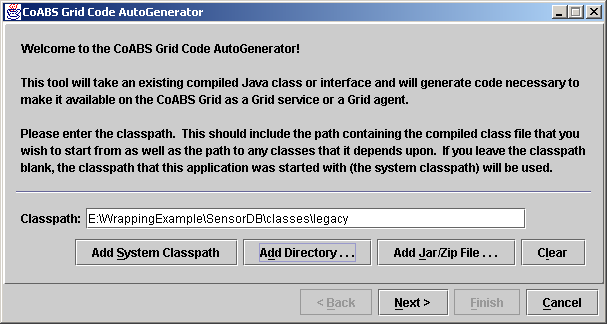 CoABS Grid Code AutoGenerator
Welcome to the CoABS Grid Code AutoGenerator!
This tool will take an existing compiled Java class or interface and will generate code necessary to
make it available on the CoABS Grid as a Grid service or a Grid agent.
Please enter the classpath.  This should include the path containing the compiled class file that you
wish to start from as well as the path to any classes that it depends upon.  If you leave the classpath
blank, the classpath that this application was started with (the system classpath) will be used.
Classpath: E:\WrappingExample\SensorDB\classes\legacy
Add System Classpath Add Directory . . . Add Jar/Zip File . . . Clear
< Back Next > Finish Cancel